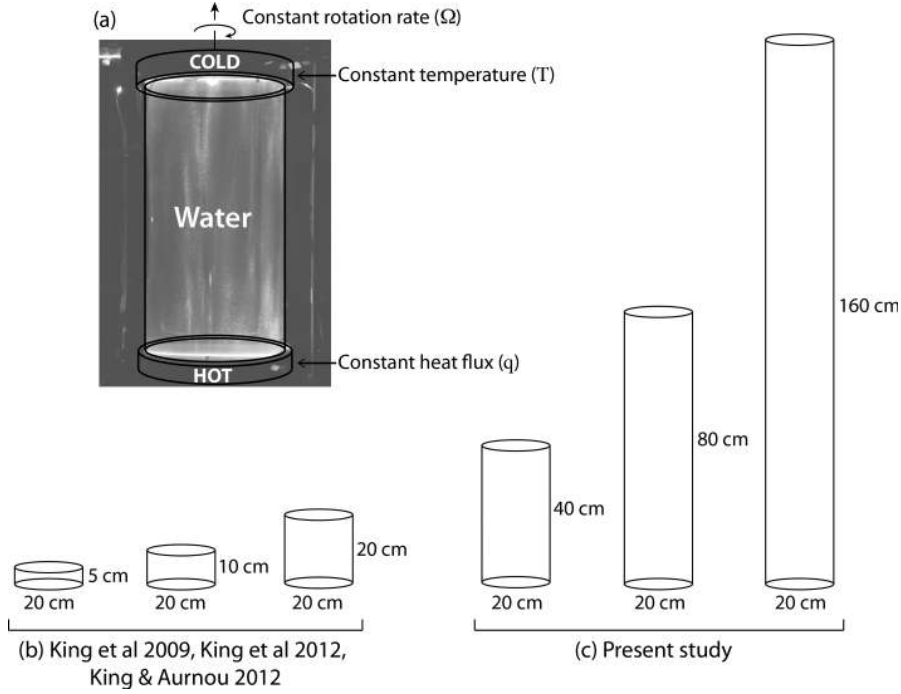 (a)
Constant rotation rate (Ω)
COLD
Constant temperature (T)
Water
Constant heat flux (q)
HOT
5 cm
20 cm
10 cm
20 cm
20 cm
20 cm
(b) King et al 2009, King et al 2012,
King & Aurnou 2012
40 cm
20 cm
80 cm
20 cm
160 cm
20 cm
(c) Present study